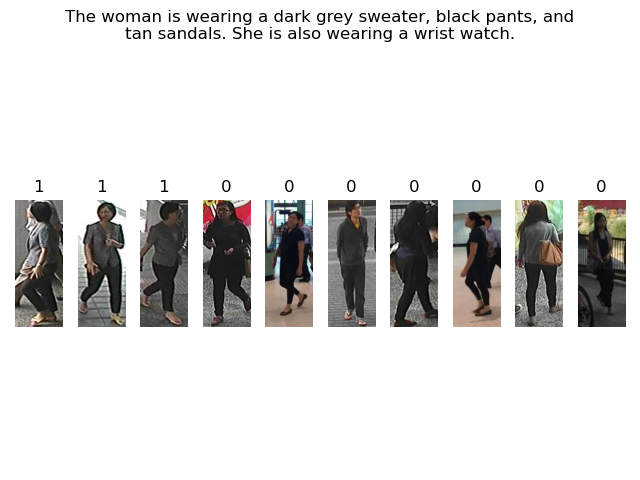 The woman is wearing a dark grey sweater, black pants, and
tan sandals. She is also wearing a wrist watch.
1 1 1 0 0 0 0 0 0 0